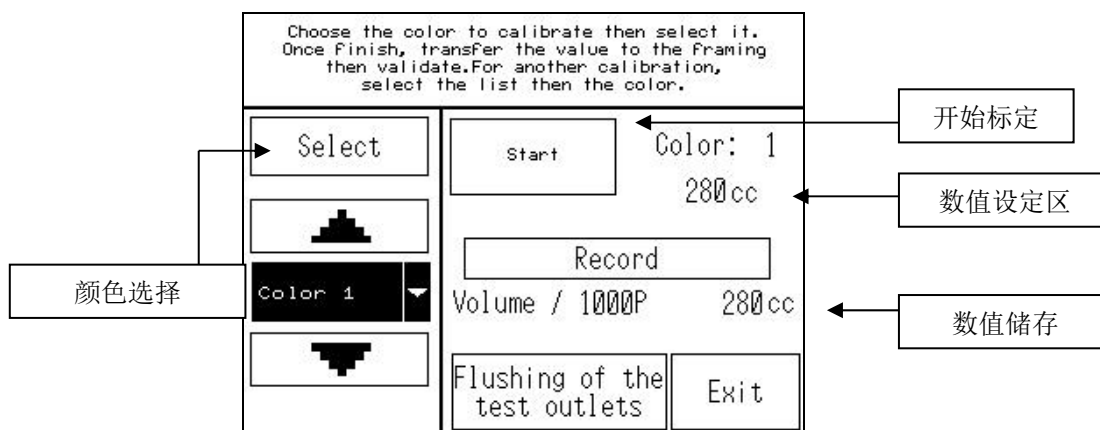 Choose the color to calibrate then select it.
Once finish, transfer the value to the framing
then validate.For another calibration,
select the list then the color.
Select
Start
Color: 1
280cc
开始标定
数值设定区
颜色选择
Color 1
Record
Volume / 1000P 280cc
数值储存
Flushing of the
test outlets
Exit